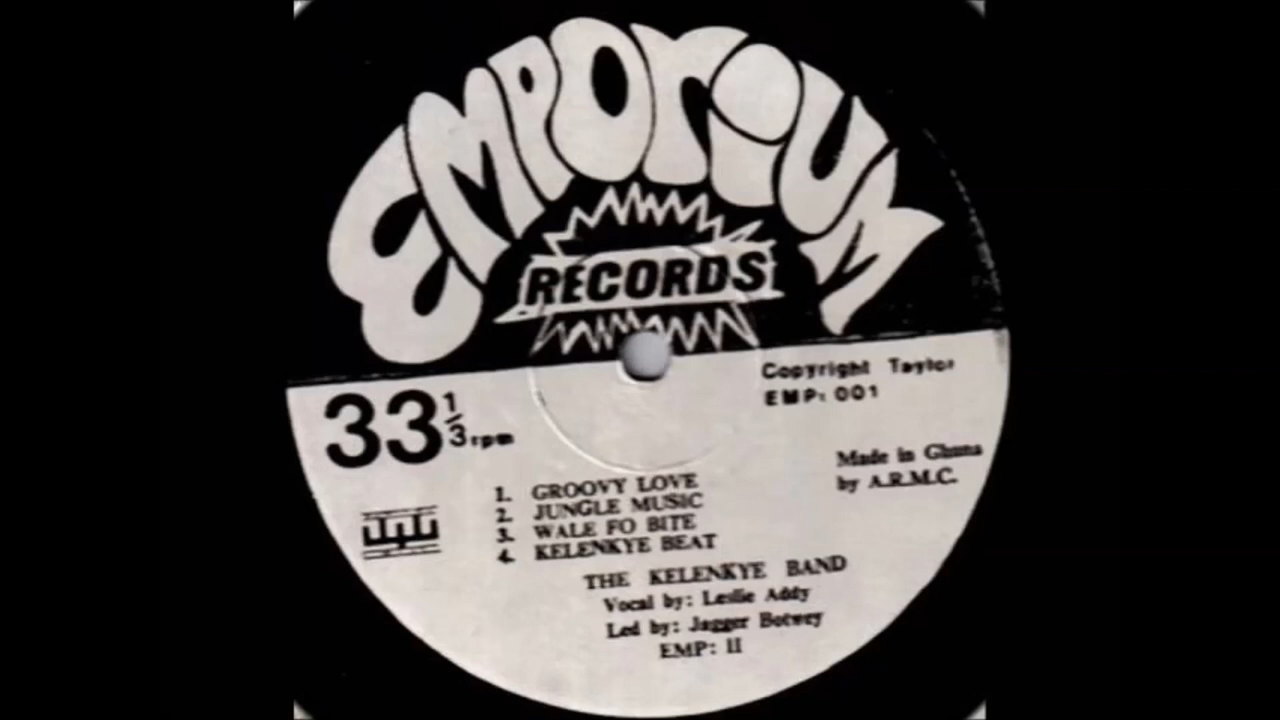 EMPORIUM
RECORDS
33 1/3 rpm
Copyright Taylor
EMP: 001
Made in Ghana
by A.R.M.C.
1. GROOVY LOVE
2. JUNGLE MUSIC
3. WALE FO BITE
4. KELENKYE BEAT
THE KELENKYE BAND
Vocal by: Leslie Addy
Led by: Jagger Botwey
EMP: II